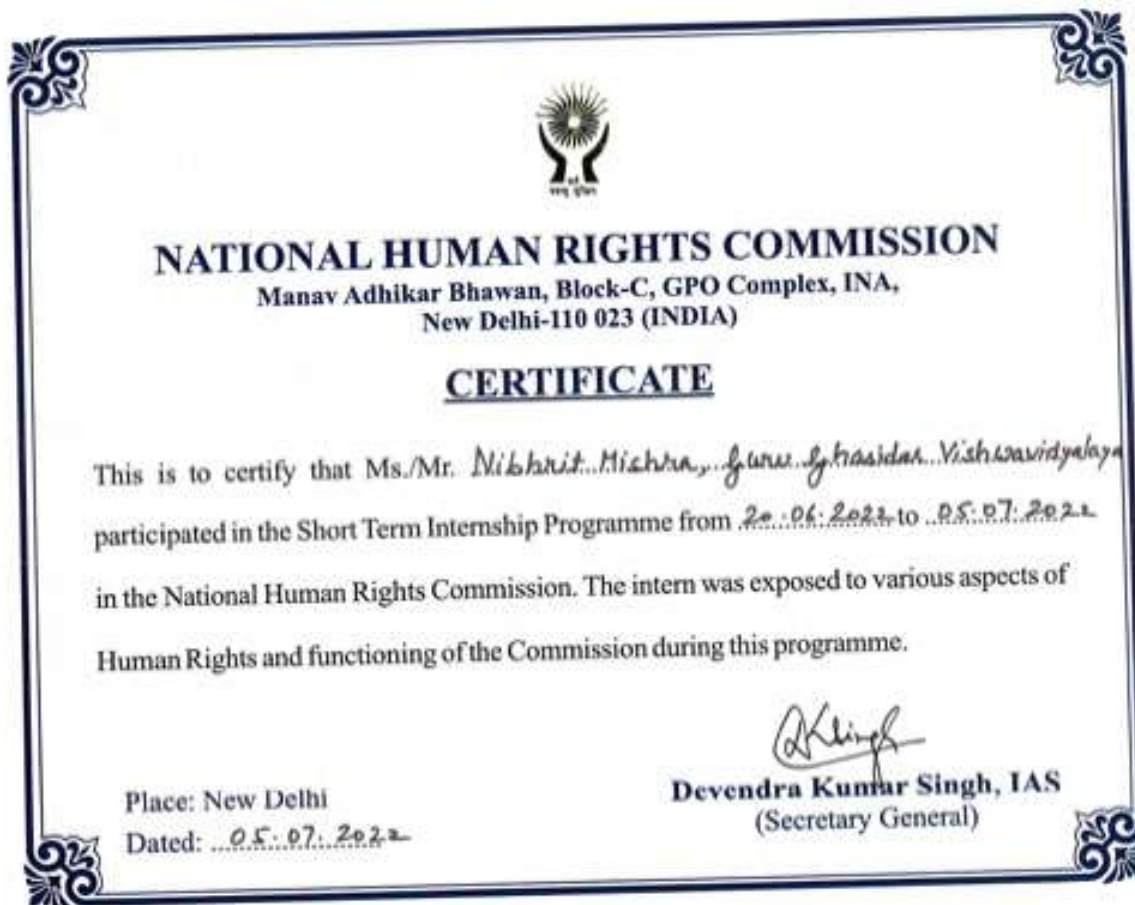 NATIONAL HUMAN RIGHTS COMMISSION
Manav Adhikar Bhawan, Block-C, GPO Complex, INA,
New Delhi-110 023 (INDIA)
CERTIFICATE
This is to certify that Ms./Mr. Nibhrit Mishra, Guru Ghasidas Vishwavidyalaya
participated in the Short Term Internship Programme from 20.06.2022 to 05.07.2022
in the National Human Rights Commission. The intern was exposed to various aspects of
Human Rights and functioning of the Commission during this programme.
DKSingh
Devendra Kumar Singh, IAS
(Secretary General)
Place: New Delhi
Dated: 05.07.2022